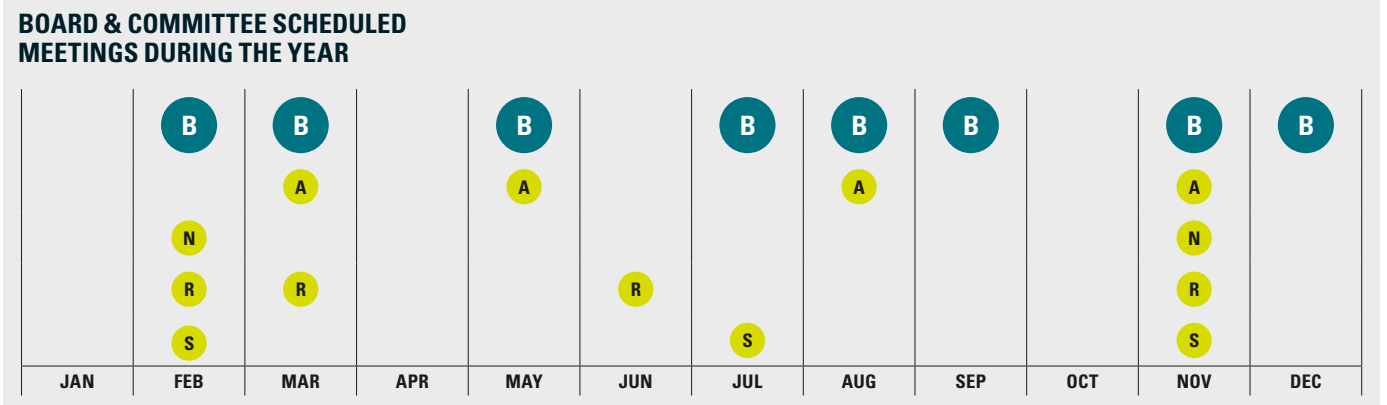 BOARD & COMMITTEE SCHEDULED
MEETINGS DURING THE YEAR
B B B B B B B B
A A A A
N N
R R R R
S S S
JAN FEB MAR APR MAY JUN JUL AUG SEP OCT NOV DEC